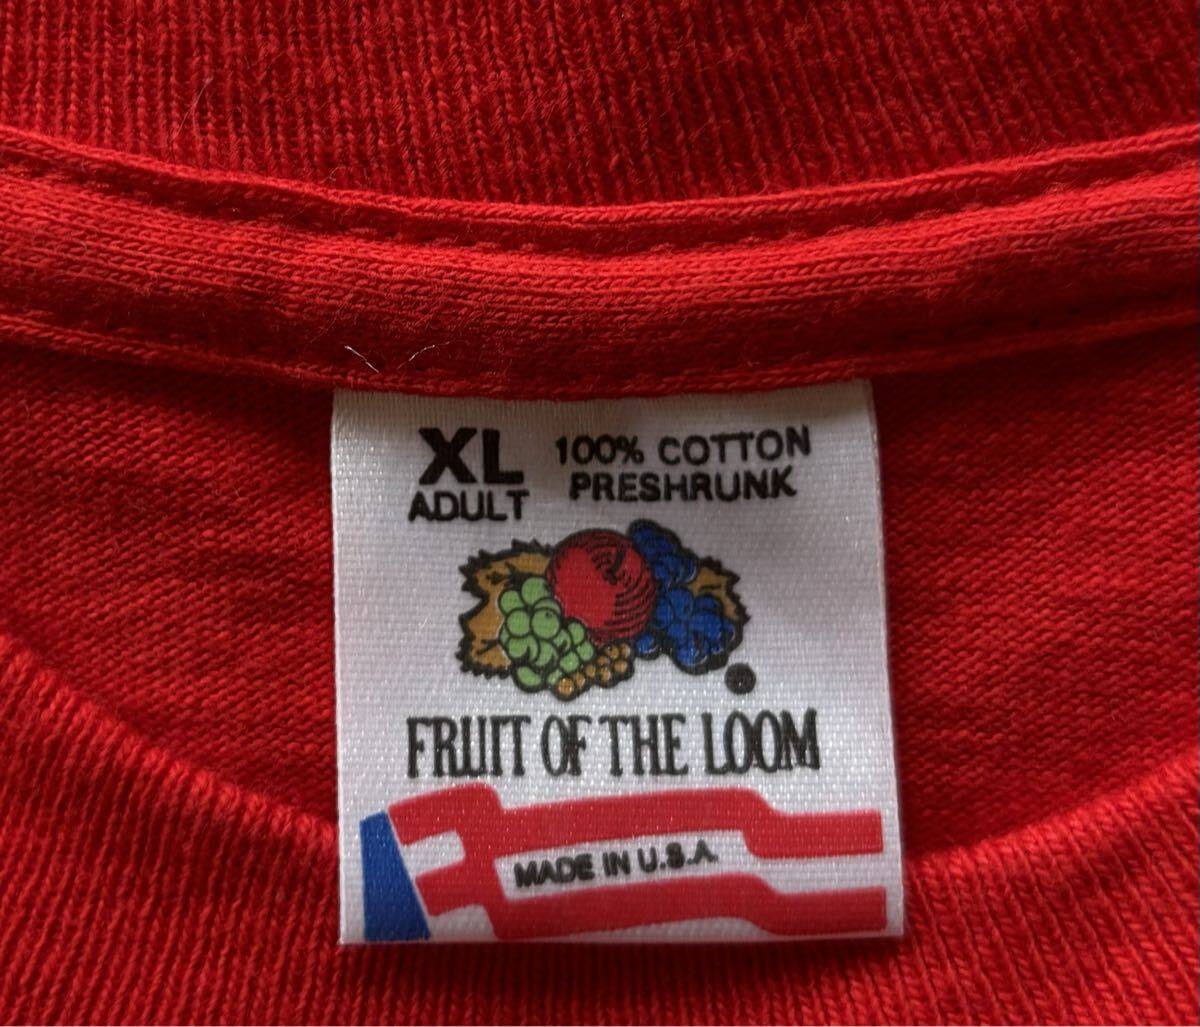 XL
ADULT
100% COTTON
PRESHRUNK
FRUIT OF THE LOOM
MADE IN U.S.A.